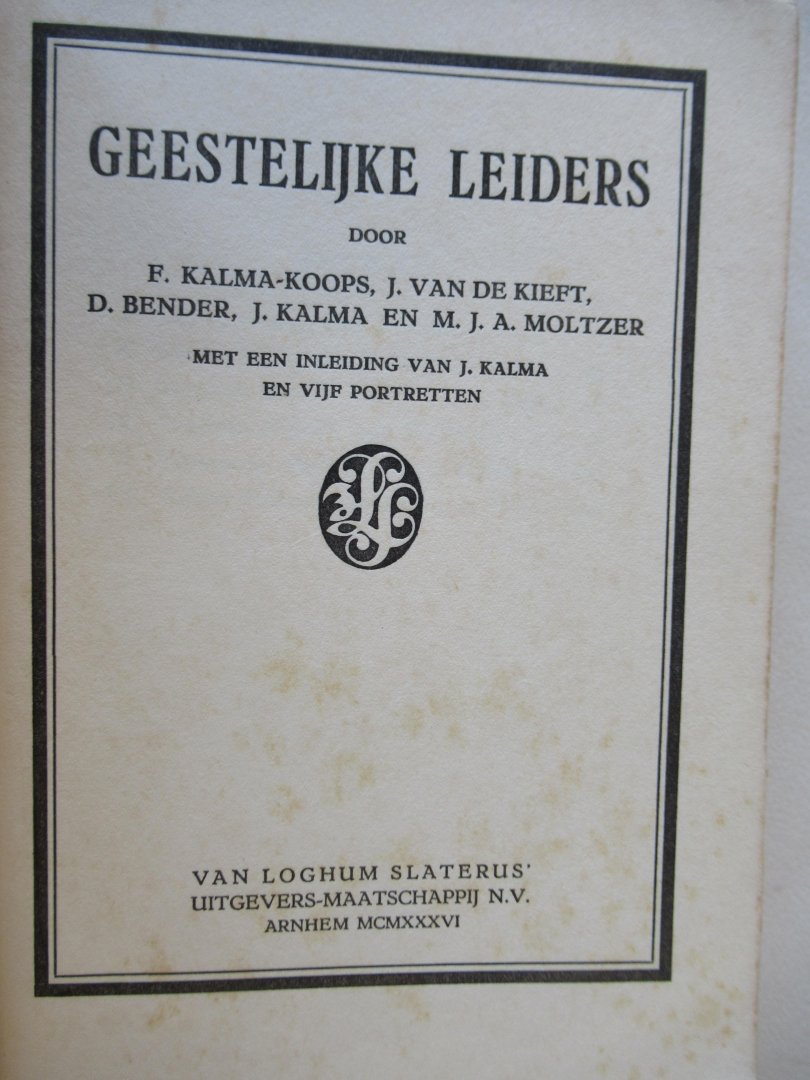 GEESTELIJKE LEIDERS
DOOR
F. KALMA-KOOPS, J. VAN DE KIEFT,
D. BENDER, J. KALMA EN M. J. A. MOLTZER
MET EEN INLEIDING VAN J. KALMA
EN VIJF PORTRETTEN
VAN LOGHUM SLATERUS'
UITGEVERS-MAATSCHAPPIJ N.V.
ARNHEM MCMXXXVI